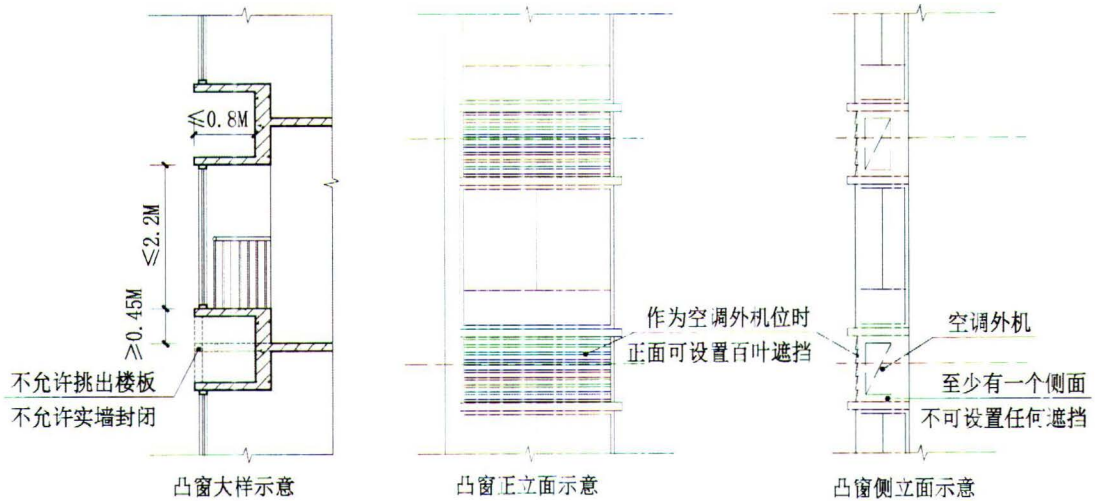 ≤0.8M
≤2.2M
≥0.45M
不允许挑出楼板
不允许实墙封闭
作为空调外机位时
正面可设置百叶遮挡
空调外机
至少有一个侧面
不可设置任何遮挡
凸窗大样示意
凸窗正立面示意
凸窗侧立面示意